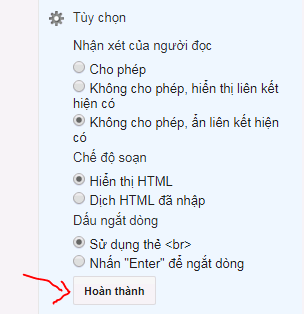 Tùy chọn
Nhận xét của người đọc
Cho phép
Không cho phép, hiển thị liên kết
hiện có
Không cho phép, ẩn liên kết hiện
có
Chế độ soạn
Hiển thị HTML
Dịch HTML đã nhập
Dấu ngắt dòng
Sử dụng thẻ <br>
Nhấn "Enter" để ngắt dòng
Hoàn thành